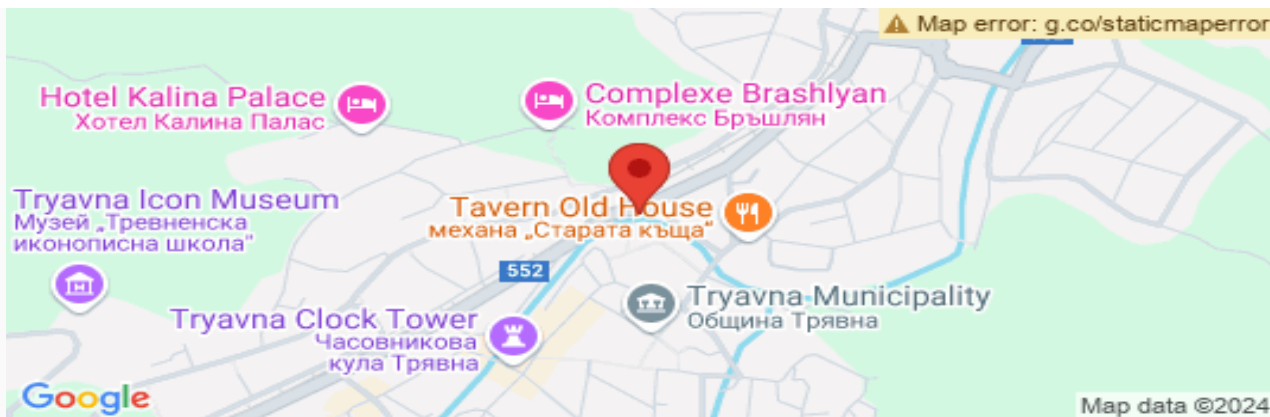 Map error: g.co/staticmaperror
Hotel Kalina Palace
Хотел Калина Палас
Complexe Brashlyan
Комплекс Бръшлян
Tryavna Icon Museum
Музей „Тревненска
иконописна школа“
Tavern Old House
механа „Старата къща“
552
Tryavna Municipality
Община Трявна
Tryavna Clock Tower
Часовникова
кула Трявна
Google
Map data ©2024